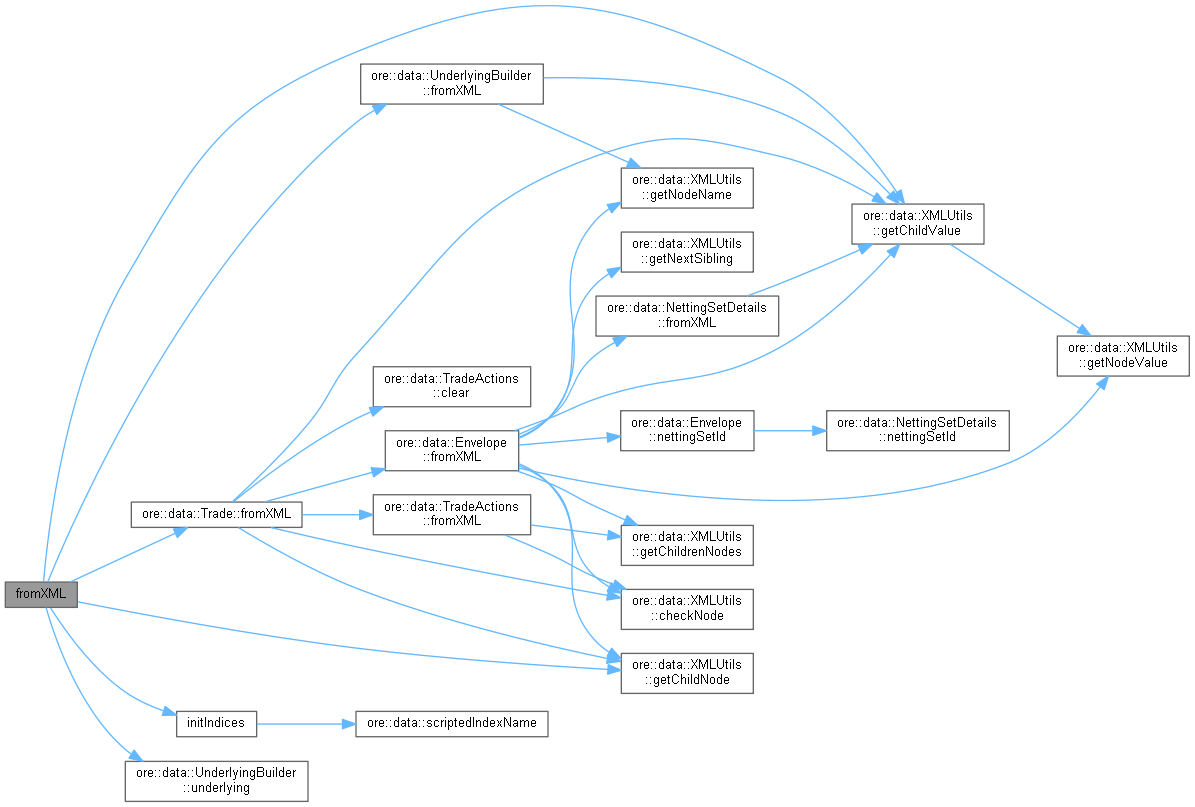 ore::data::UnderlyingBuilder
::fromXML
ore::data::XMLUtils
::getNodeName
ore::data::XMLUtils
::getChildValue
ore::data::XMLUtils
::getNextSibling
ore::data::NettingSetDetails
::fromXML
ore::data::XMLUtils
::getNodeValue
ore::data::TradeActions
::clear
ore::data::Envelope
::fromXML
ore::data::Envelope
::nettingSetId
ore::data::NettingSetDetails
::nettingSetId
ore::data::Trade::fromXML
ore::data::TradeActions
::fromXML
ore::data::XMLUtils
::getChildrenNodes
fromXML
ore::data::XMLUtils
::checkNode
ore::data::XMLUtils
::getChildNode
initIndices
ore::data::scriptedIndexName
ore::data::UnderlyingBuilder
::underlying